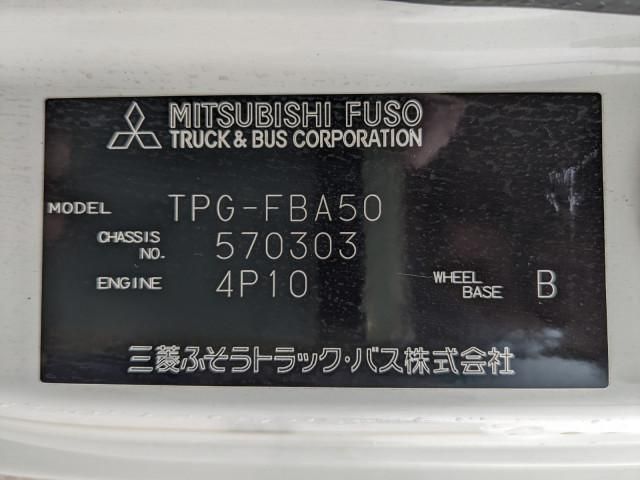 MITSUBISHI FUSO
TRUCK & BUS CORPORATION
MODEL TPG-FBA50
CHASSIS NO. 570303
ENGINE 4P10 WHEEL BASE B
三菱ふそうトラック・バス株式会社